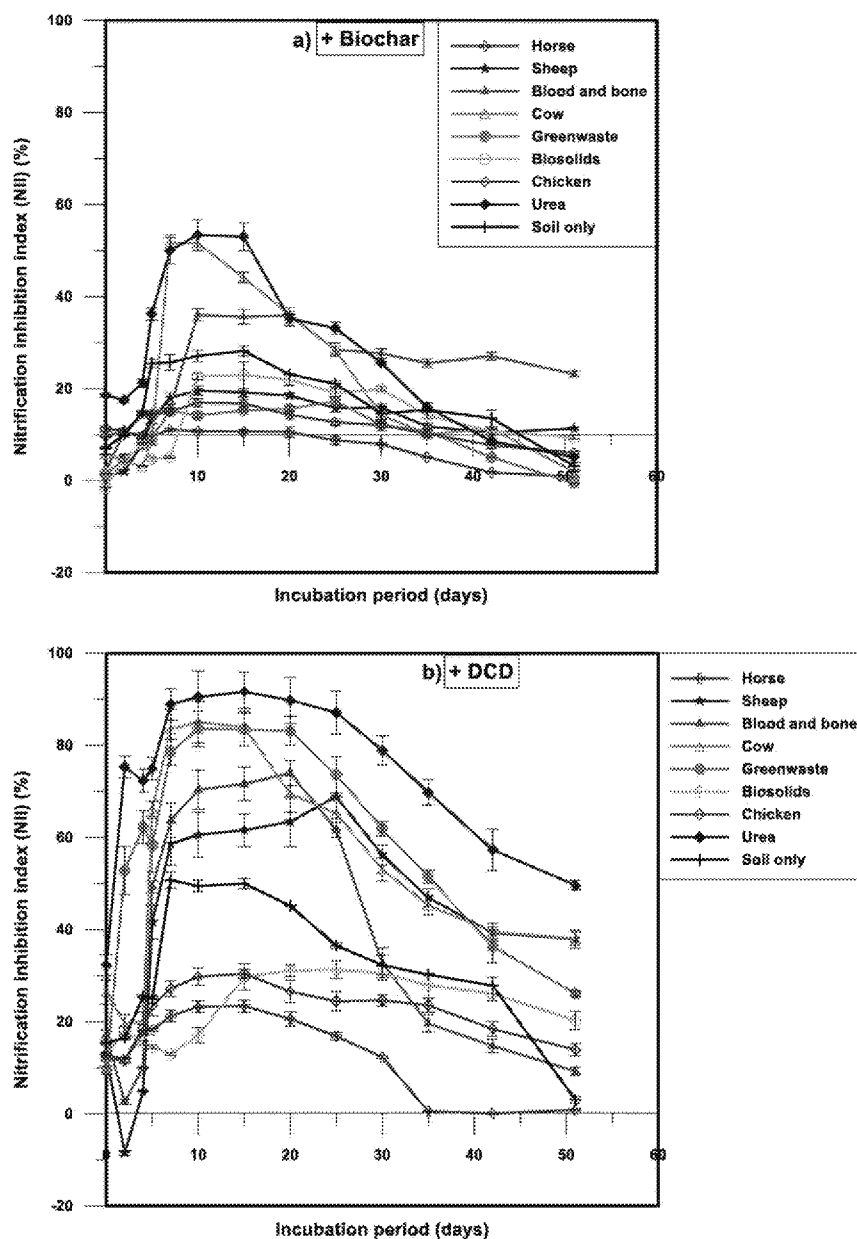 100
a) + Biochar
Horse
Sheep
Blood and bone
Cow
Greenwaste
Biosolids
Chicken
Urea
Soil only
80
60
40
20
0
-20
10
20
30
40
50
60
Nitrification inhibition index (NII) (%)
Incubation period (days)
100
b) + DCD
Horse
Sheep
Blood and bone
Cow
Greenwaste
Biosolids
Chicken
Urea
Soil only
80
60
40
20
0
-20
0
10
20
30
40
50
60
Nitrification inhibition index (NII) (%)
Incubation period (days)